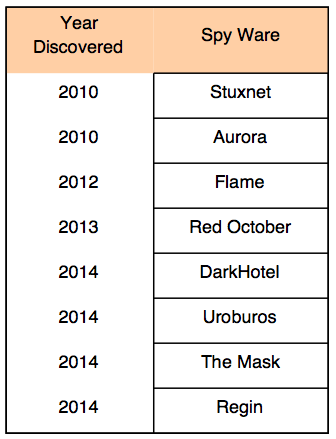 Year
Discovered
Spy Ware
2010 Stuxnet
2010 Aurora
2012 Flame
2013 Red October
2014 DarkHotel
2014 Uroburos
2014 The Mask
2014 Regin